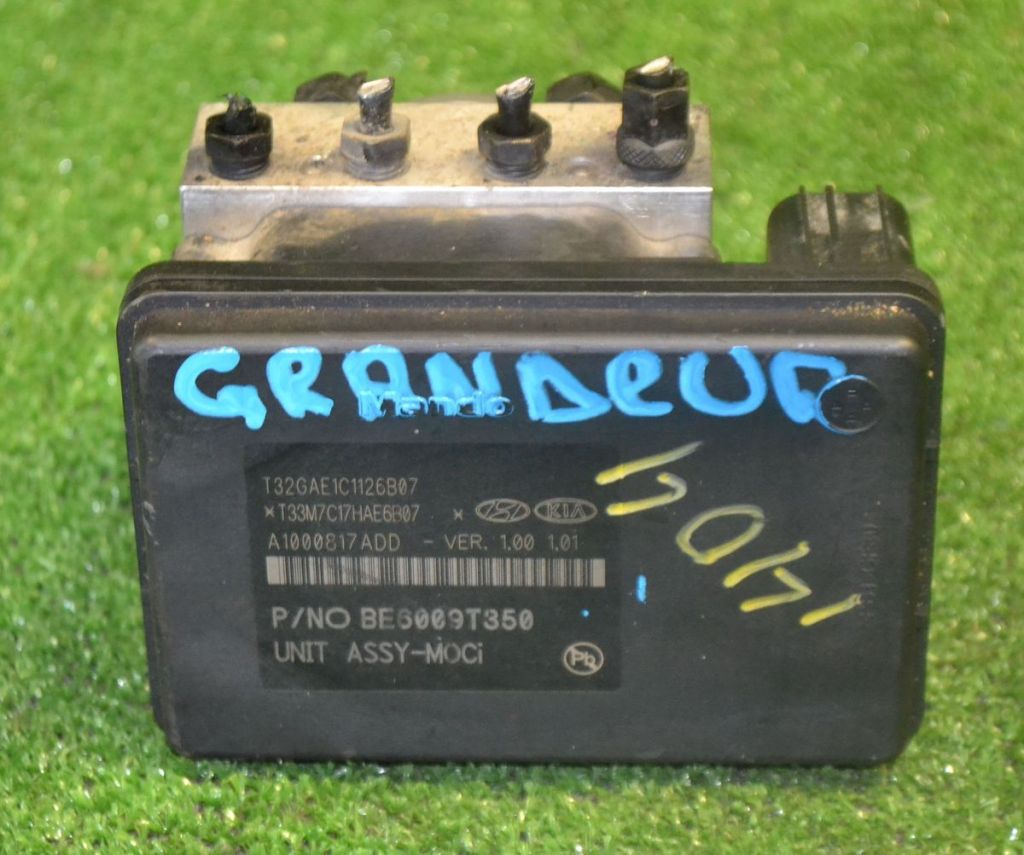 GRANDEUR
Mando
T32GAE1C1126B07
*T33M7C17HAE6B07 * KIA
A1000817ADD - VER. 1.00 1.01
P/NO BE6009T350
UNIT ASSY-MOCi
PB